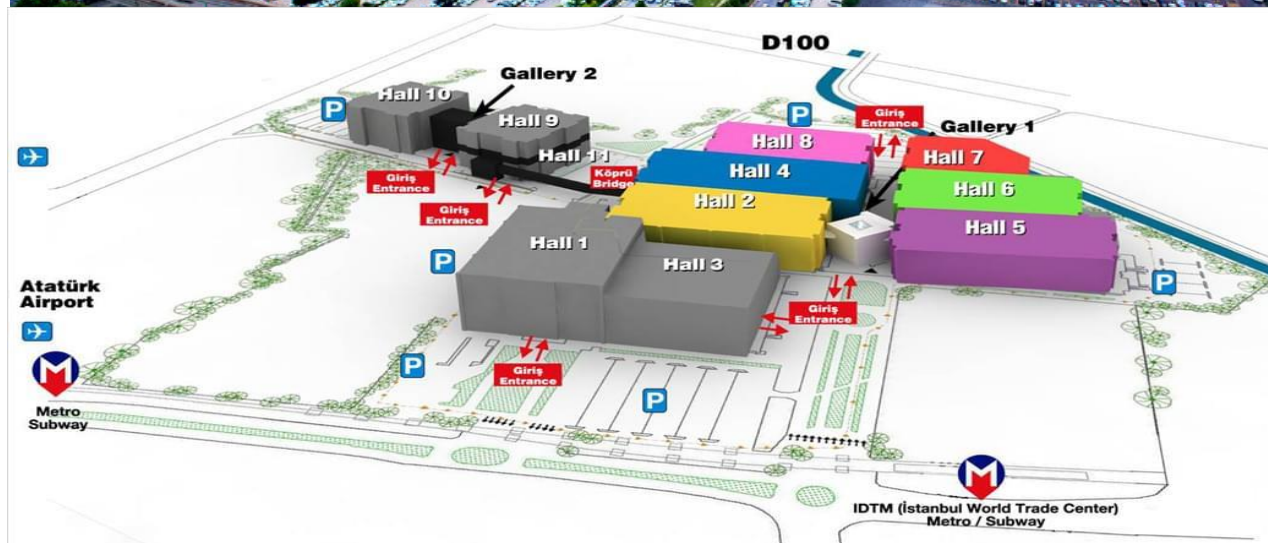 D100
Gallery 2
Hall 10
P
Hall 9
P
Giriş
Entrance
Gallery 1
Hall 8
Hall 7
Hall 11
Hall 4
Köprü
Bridge
Giriş
Entrance
Hall 6
Giriş
Entrance
Hall 2
Hall 5
Hall 1
Hall 3
P
P
Atatürk
Airport
Giriş
Entrance
P
Giriş
Entrance
P
M
Metro
Subway
M
IDTM (İstanbul World Trade Center)
Metro / Subway